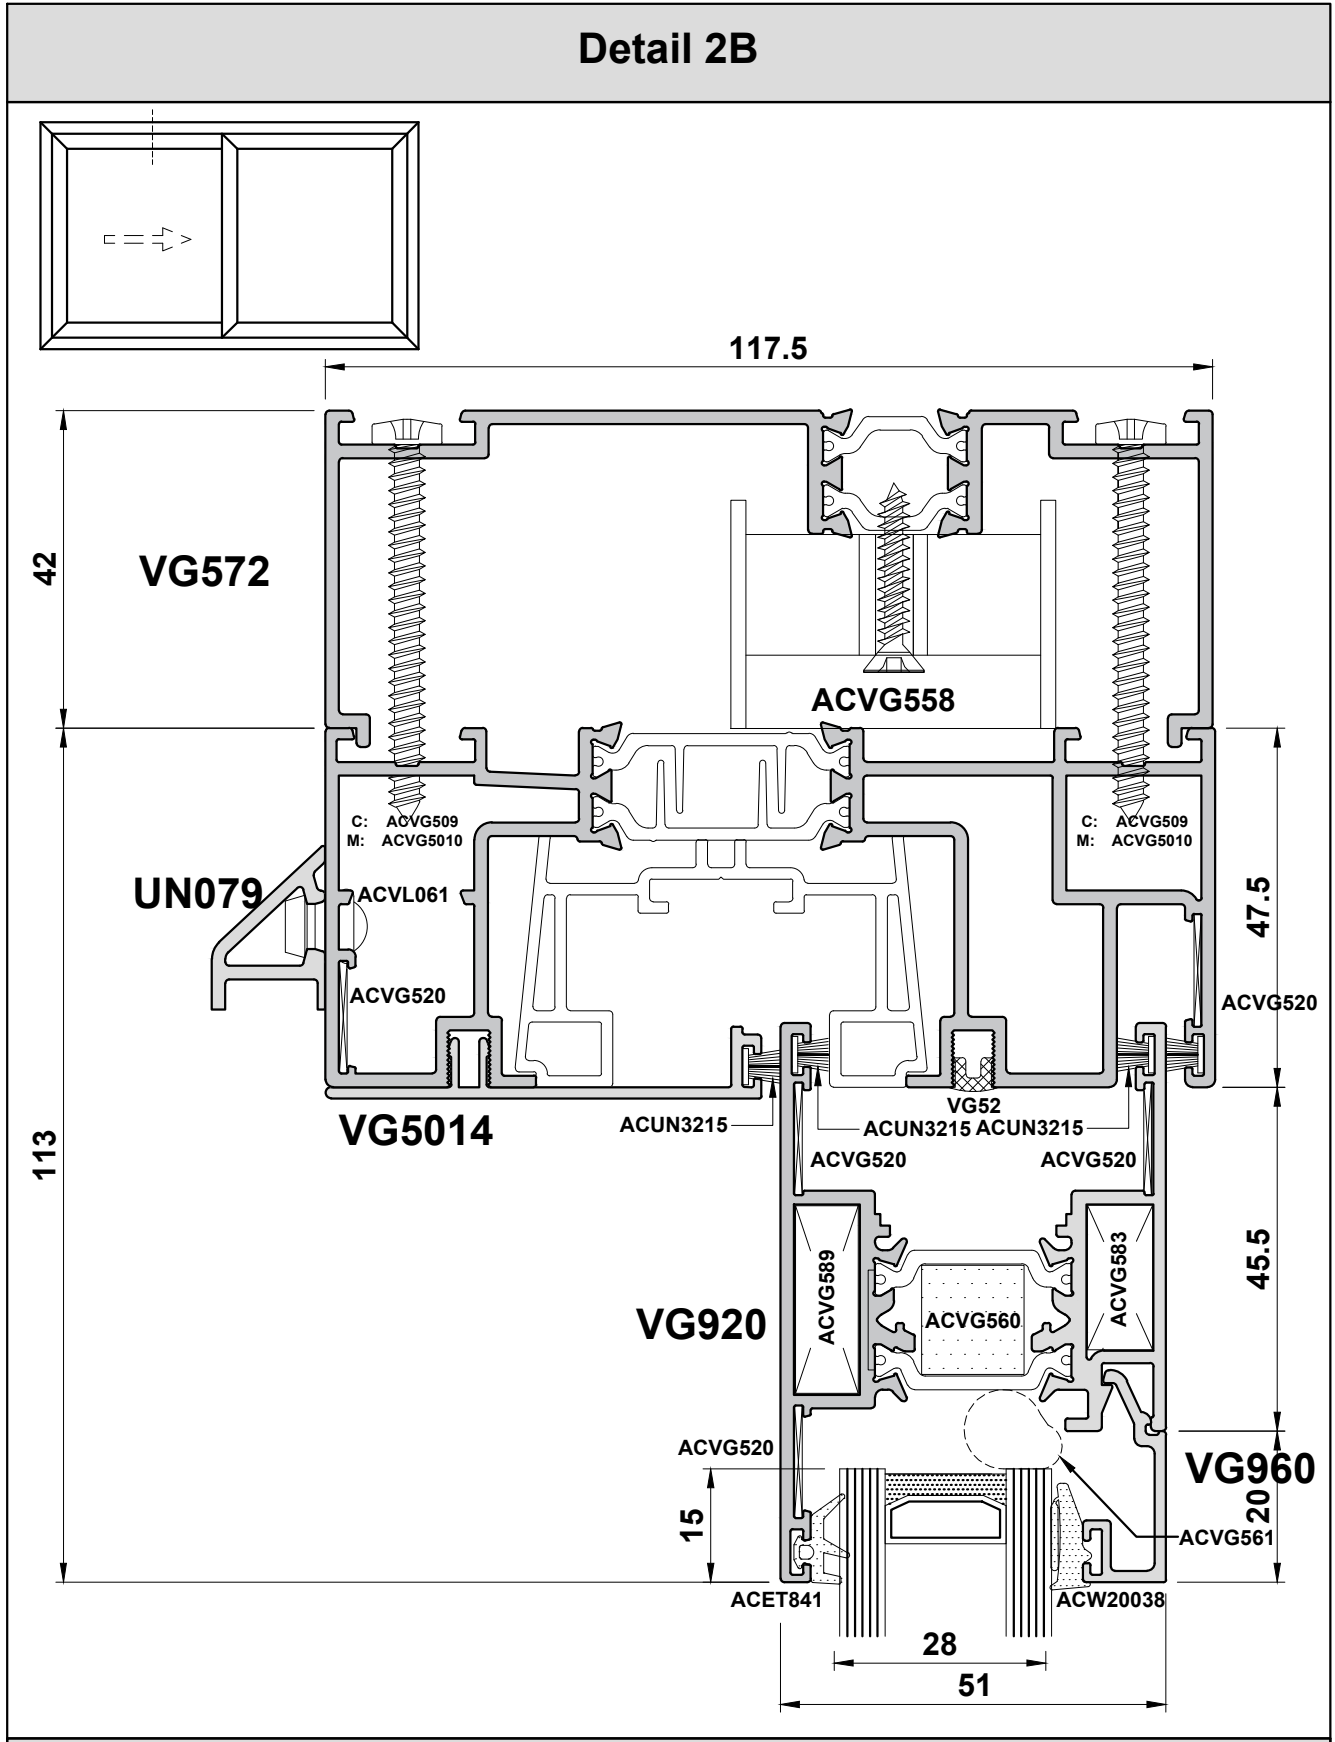 Detail 2B
117.5
42
VG572
ACVG558
C: ACVG509
M: ACVG5010
C: ACVG509
M: ACVG5010
UN079
ACVL061
47.5
ACVG520
ACVG520
VG52
VG5014
ACUN3215
ACUN3215
ACUN3215
113
ACVG520
ACVG520
45.5
ACVG589
ACVG583
VG920
ACVG560
ACVG520
VG960
15
20
ACVG561
ACET841
ACW20038
28
51